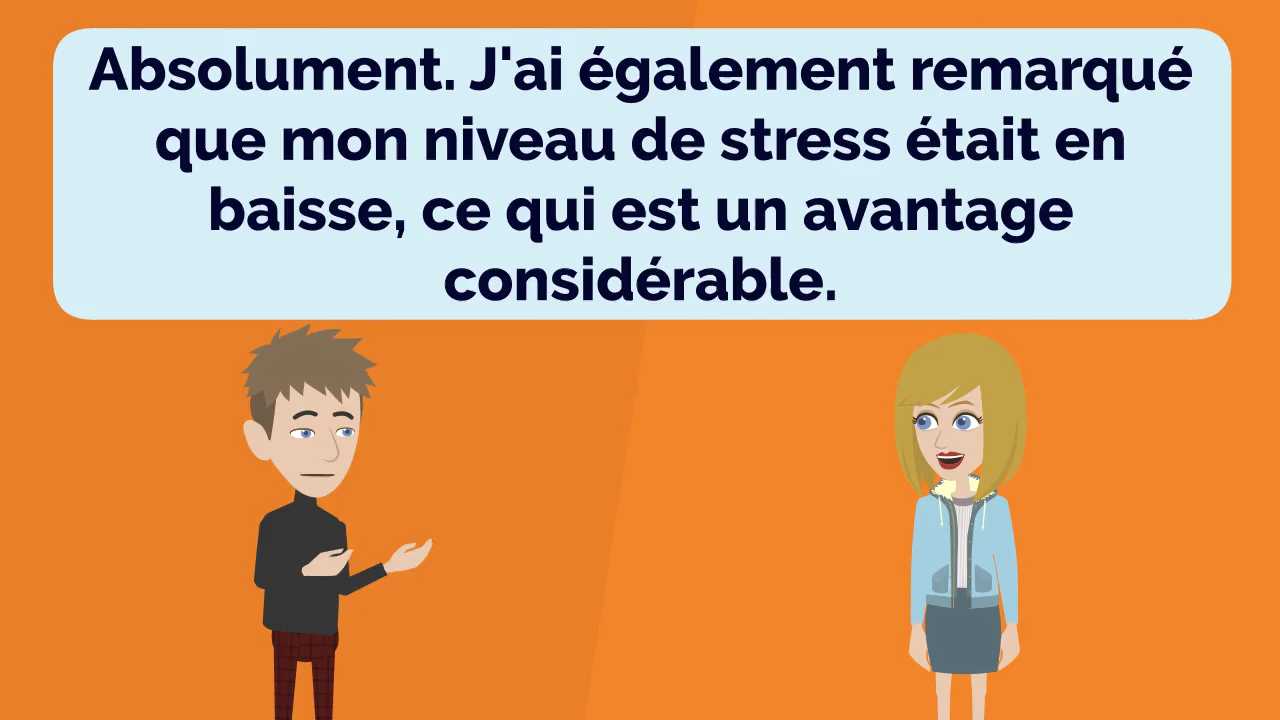 Absolument. J'ai également remarqué
que mon niveau de stress était en
baisse, ce qui est un avantage
considérable.